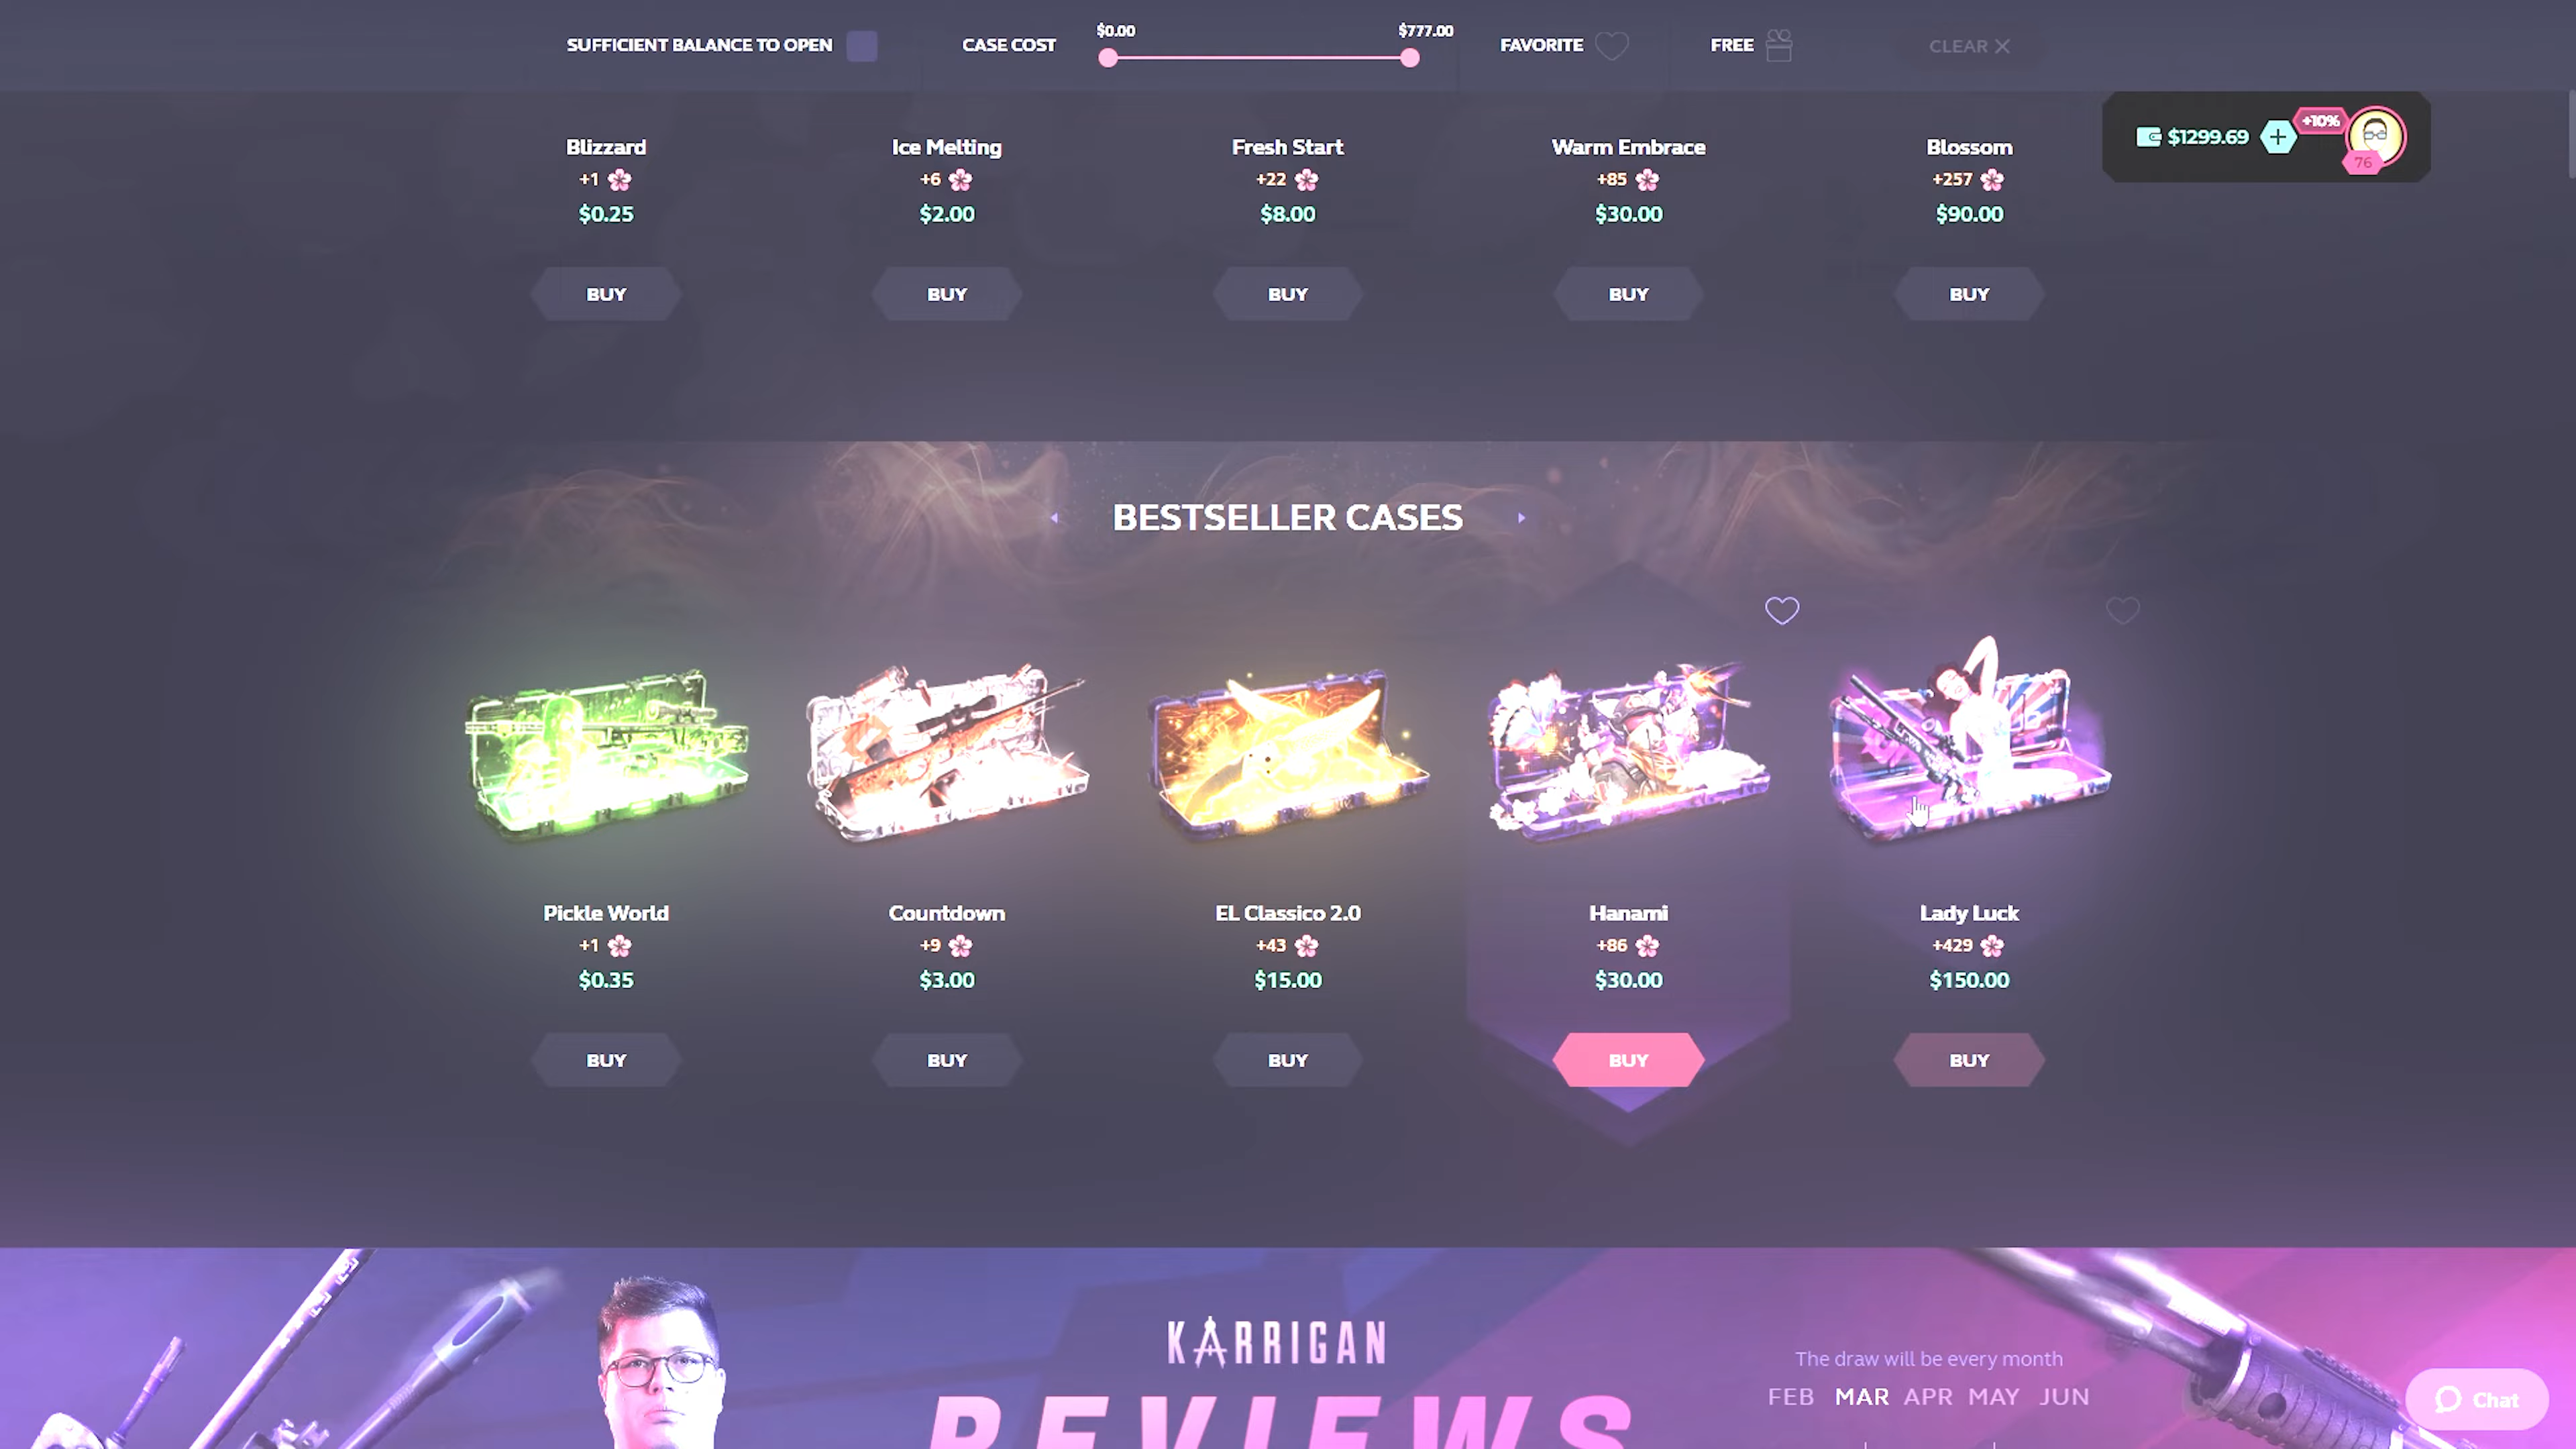 SUFFICIENT BALANCE TO OPEN
CASE COST
$0.00
$777.00
FAVORITE
FREE
CLEAR
$1299.69
+10%
76
Blizzard
+1
$0.25
BUY
Ice Melting
+6
$2.00
BUY
Fresh Start
+22
$8.00
BUY
Warm Embrace
+85
$30.00
BUY
Blossom
+257
$90.00
BUY
BESTSELLER CASES
Pickle World
+1
$0.35
BUY
Countdown
+9
$3.00
BUY
EL Classico 2.0
+43
$15.00
BUY
Hanami
+86
$30.00
BUY
Lady Luck
+429
$150.00
BUY
KARRIGAN
REVIEWS
The draw will be every month
FEB MAR APR MAY JUN
Chat